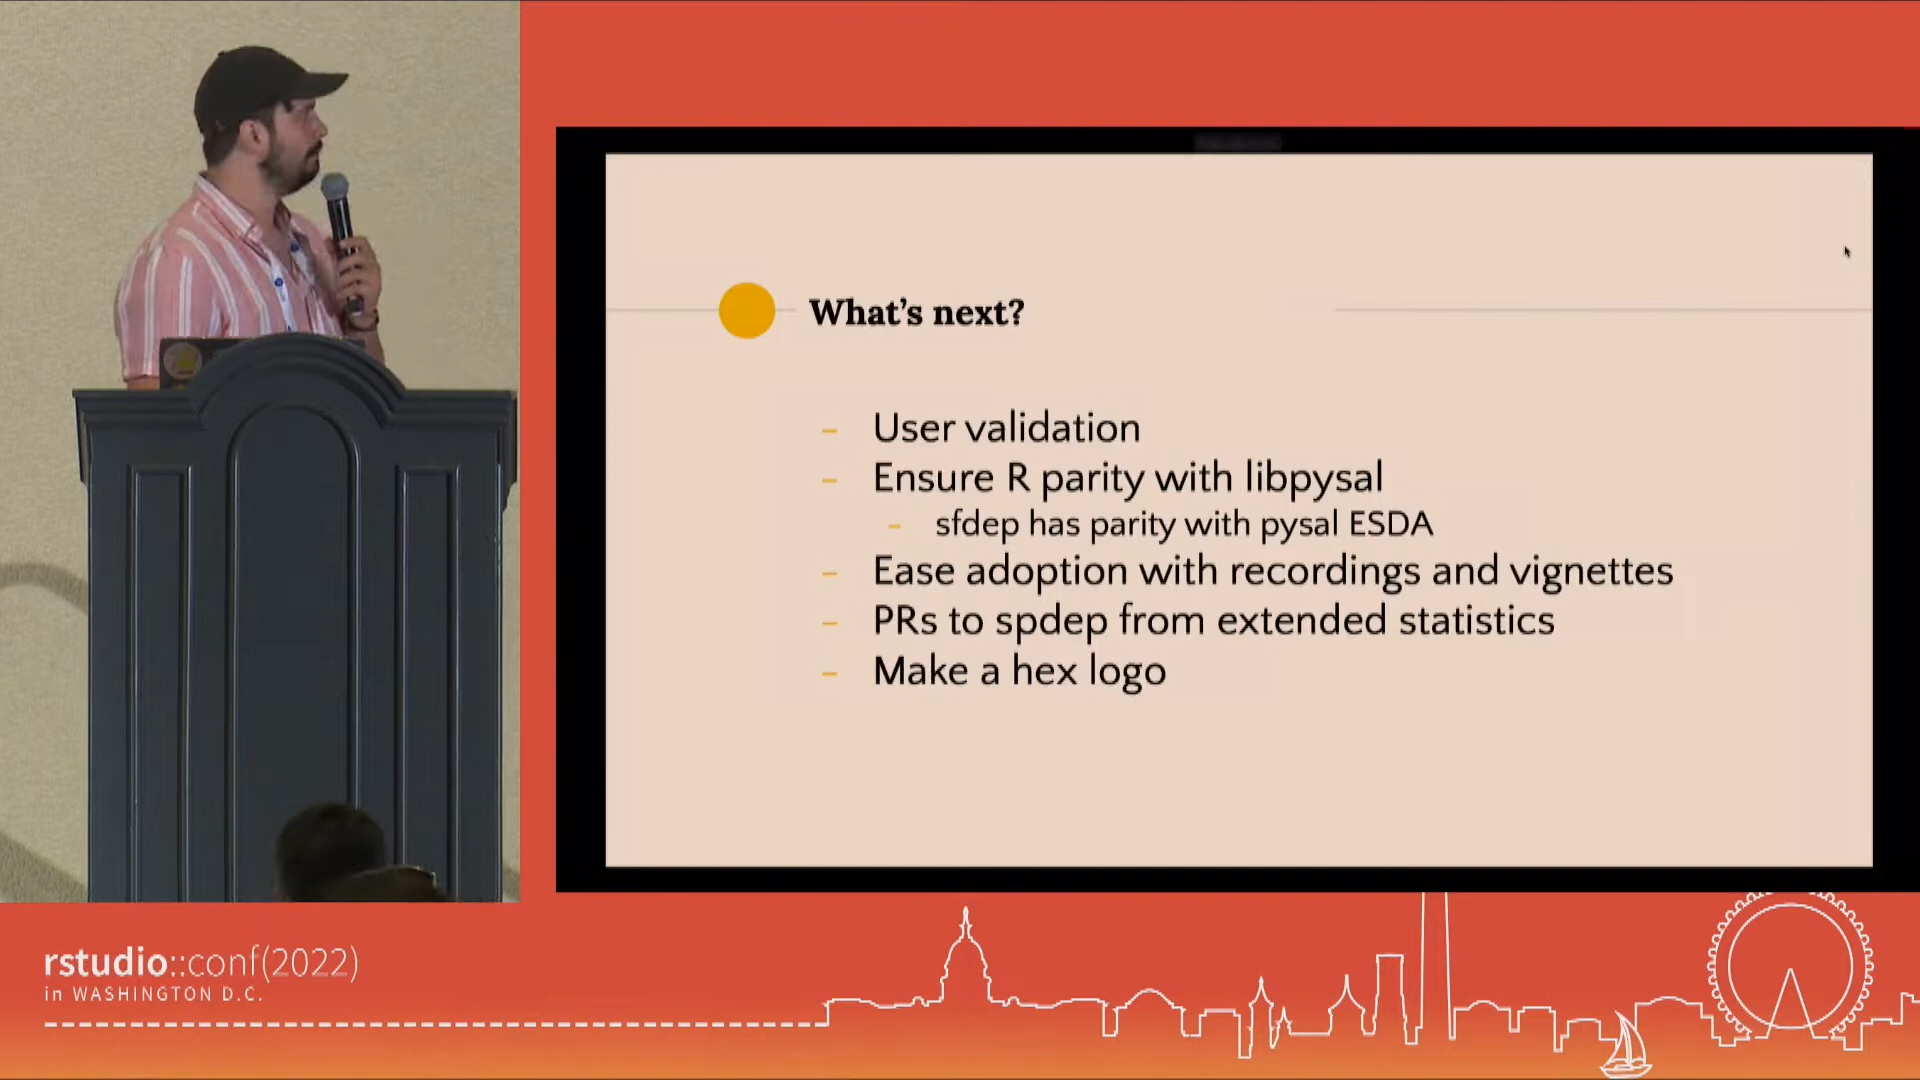 What's next?
- User validation
- Ensure R parity with libpysal
- sfdep has parity with pysal ESDA
- Ease adoption with recordings and vignettes
- PRs to spdep from extended statistics
- Make a hex logo
rstudio::conf(2022)
in WASHINGTON D.C.